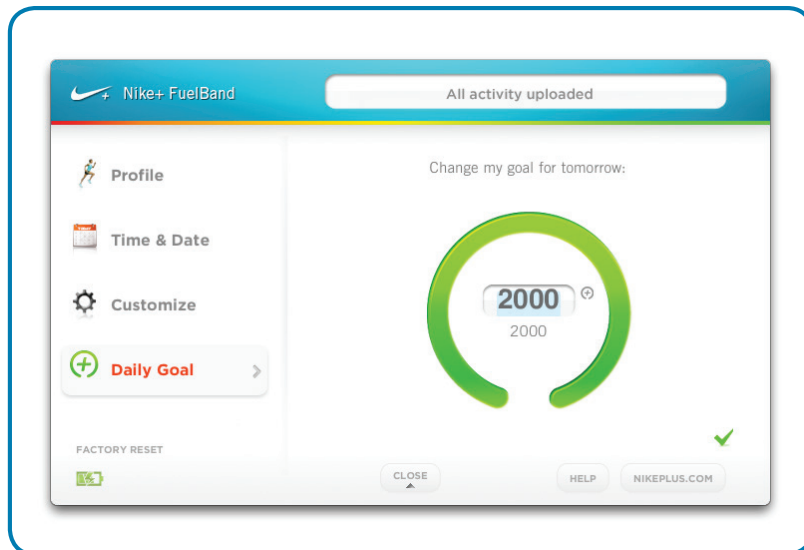 Nike+ FuelBand
All activity uploaded
Profile
Time & Date
Customize
Daily Goal
FACTORY RESET
Change my goal for tomorrow:
2000
2000
CLOSE
HELP
NIKEPLUS.COM